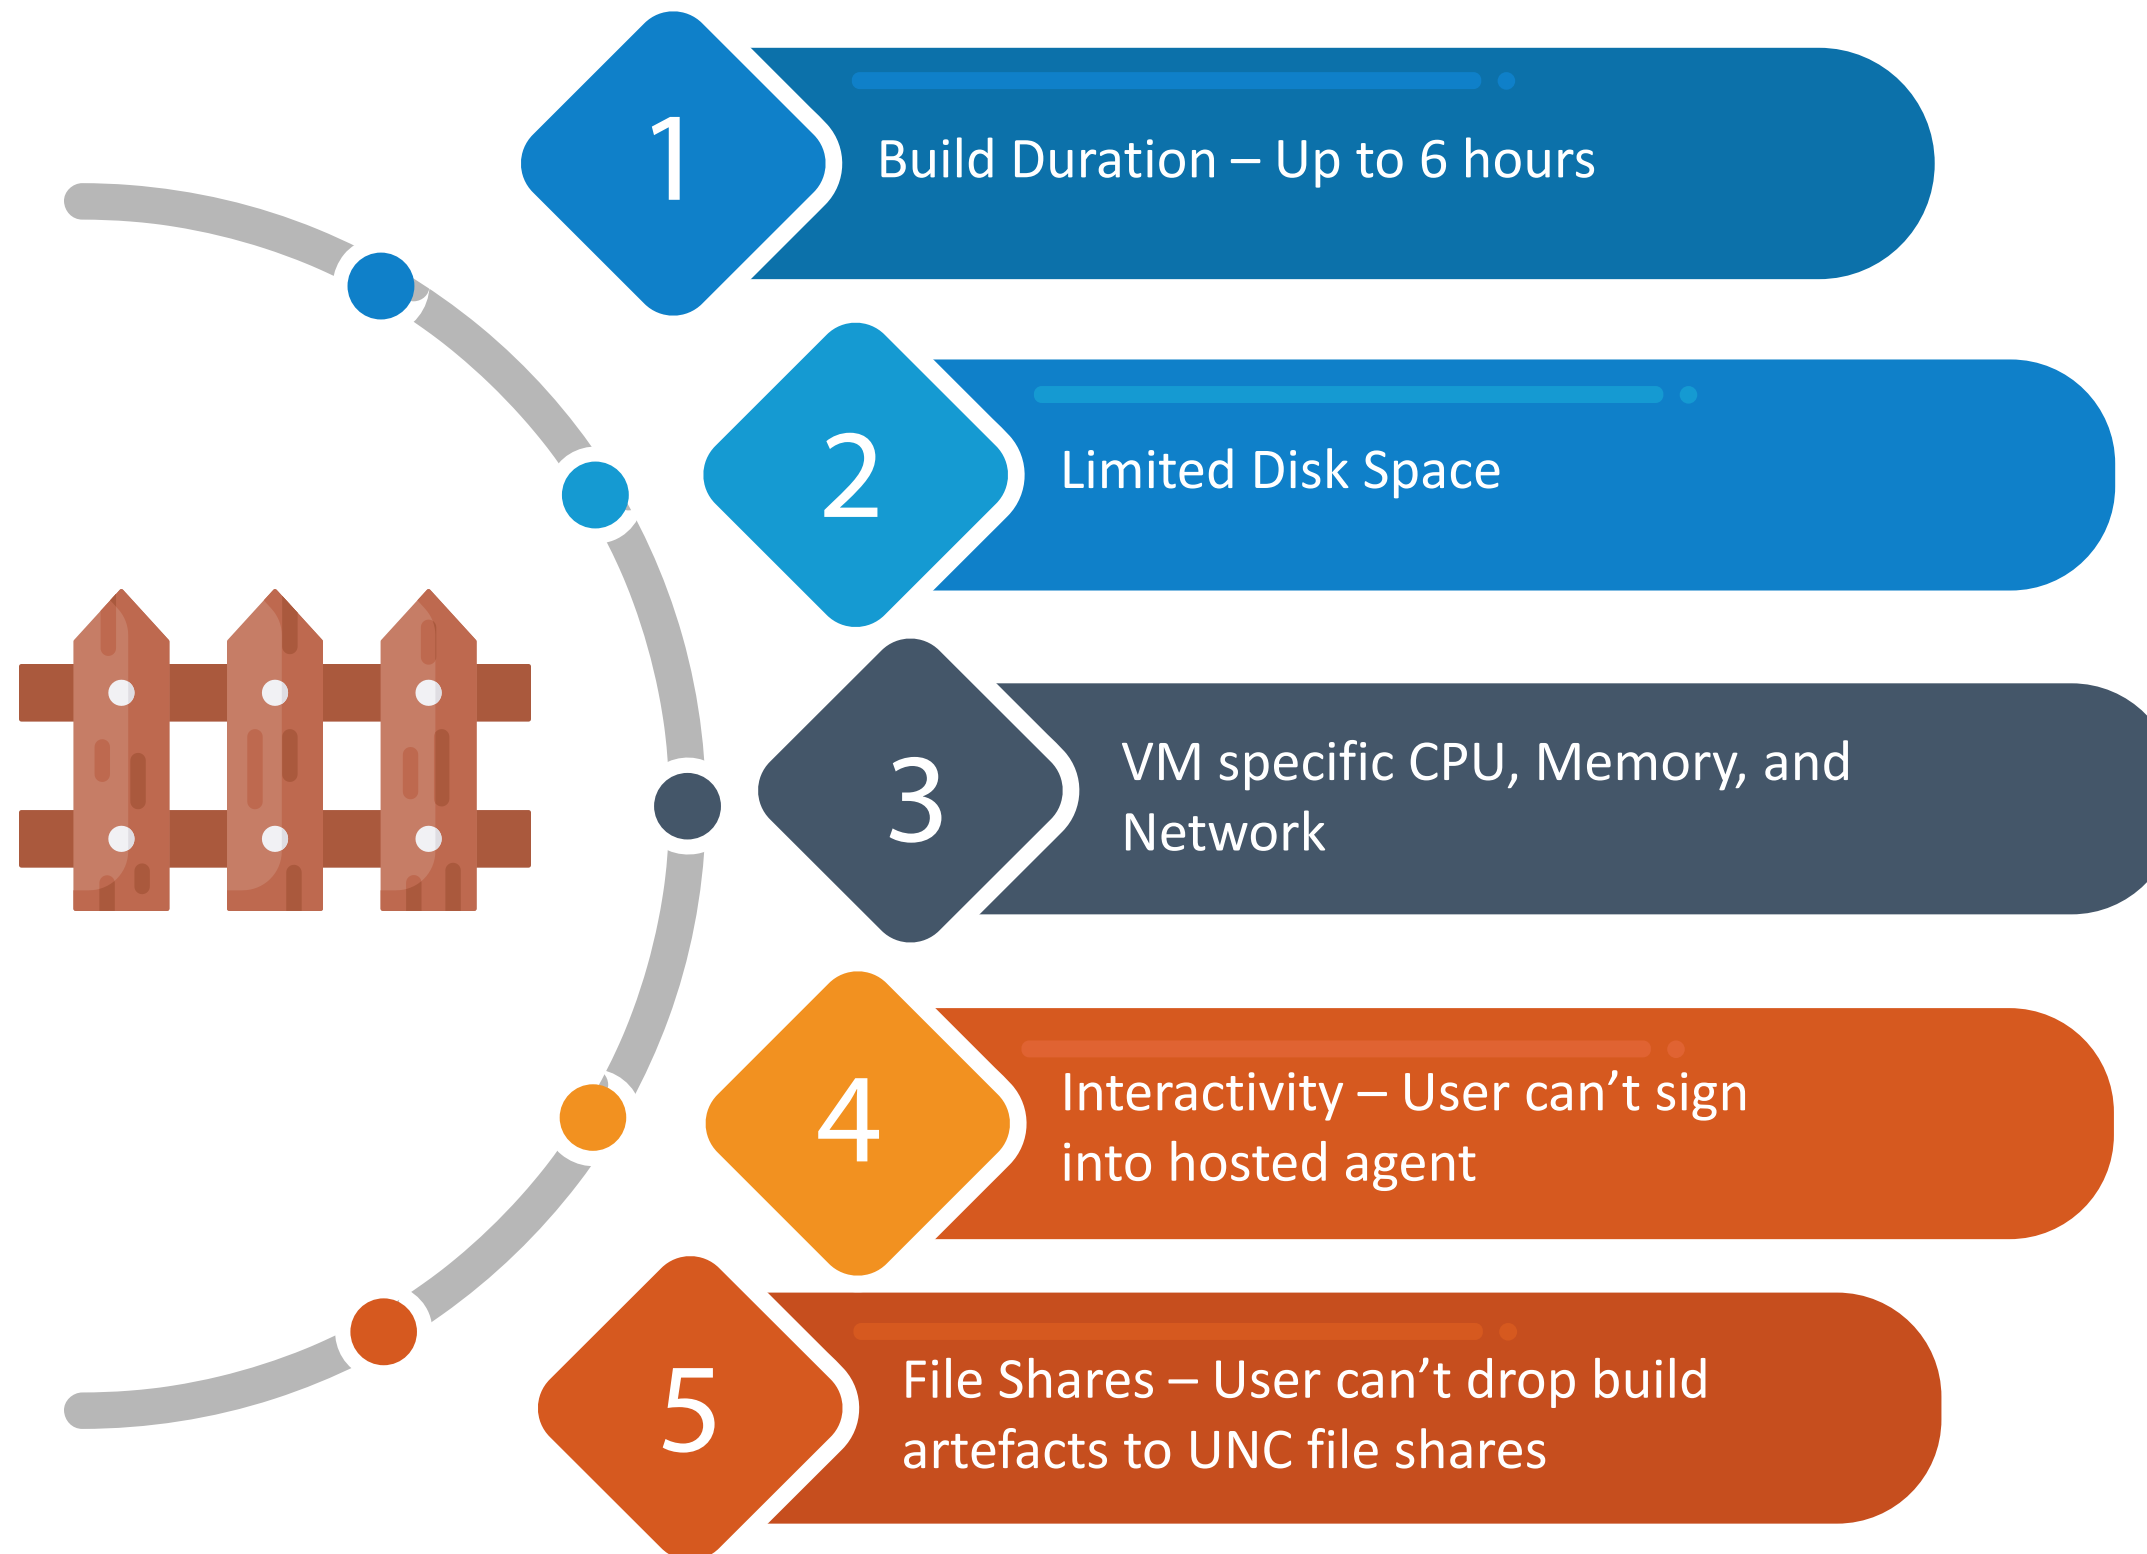 1
Build Duration – Up to 6 hours
2
Limited Disk Space
3
VM specific CPU, Memory, and
Network
4
Interactivity – User can’t sign
into hosted agent
5
File Shares – User can’t drop build
artefacts to UNC file shares